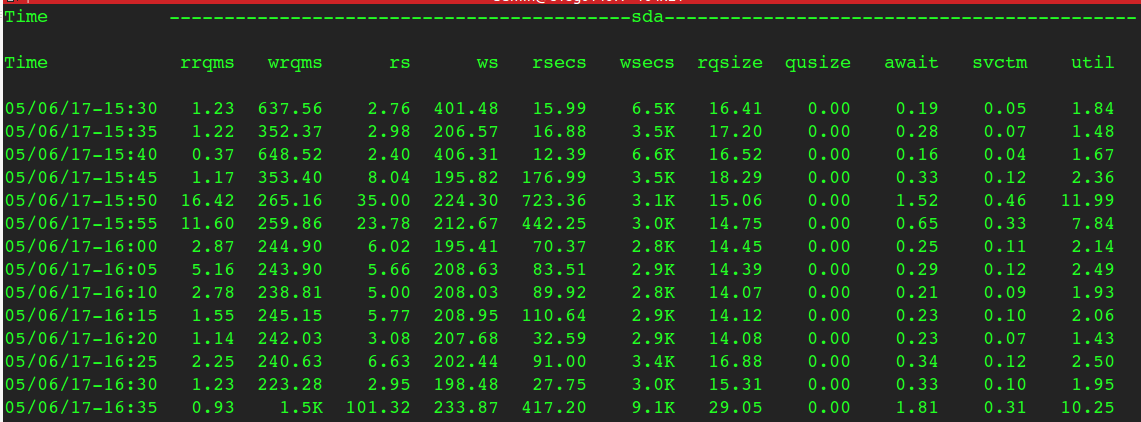 Time -----------------------------------------sda------------------------------------------
Time rrqms wrqms rs ws rsecs wsecs rqsize qusize await svctm util
05/06/17-15:30 1.23 637.56 2.76 401.48 15.99 6.5K 16.41 0.00 0.19 0.05 1.84
05/06/17-15:35 1.22 352.37 2.98 206.57 16.88 3.5K 17.20 0.00 0.28 0.07 1.48
05/06/17-15:40 0.37 648.52 2.40 406.31 12.39 6.6K 16.52 0.00 0.16 0.04 1.67
05/06/17-15:45 1.17 353.40 8.04 195.82 176.99 3.5K 18.29 0.00 0.33 0.12 2.36
05/06/17-15:50 16.42 265.16 35.00 224.30 723.36 3.1K 15.06 0.00 1.52 0.46 11.99
05/06/17-15:55 11.60 259.86 23.78 212.67 442.25 3.0K 14.75 0.00 0.65 0.33 7.84
05/06/17-16:00 2.87 244.90 6.02 195.41 70.37 2.8K 14.45 0.00 0.25 0.11 2.14
05/06/17-16:05 5.16 243.90 5.66 208.63 83.51 2.9K 14.39 0.00 0.29 0.12 2.49
05/06/17-16:10 2.78 238.81 5.00 208.03 89.92 2.8K 14.07 0.00 0.21 0.09 1.93
05/06/17-16:15 1.55 245.15 5.77 208.95 110.64 2.9K 14.12 0.00 0.23 0.10 2.06
05/06/17-16:20 1.14 242.03 3.08 207.68 32.59 2.9K 14.08 0.00 0.23 0.07 1.43
05/06/17-16:25 2.25 240.63 6.63 202.44 91.00 3.4K 16.88 0.00 0.34 0.12 2.50
05/06/17-16:30 1.23 223.28 2.95 198.48 27.75 3.0K 15.31 0.00 0.33 0.10 1.95
05/06/17-16:35 0.93 1.5K 101.32 233.87 417.20 9.1K 29.05 0.00 1.81 0.31 10.25